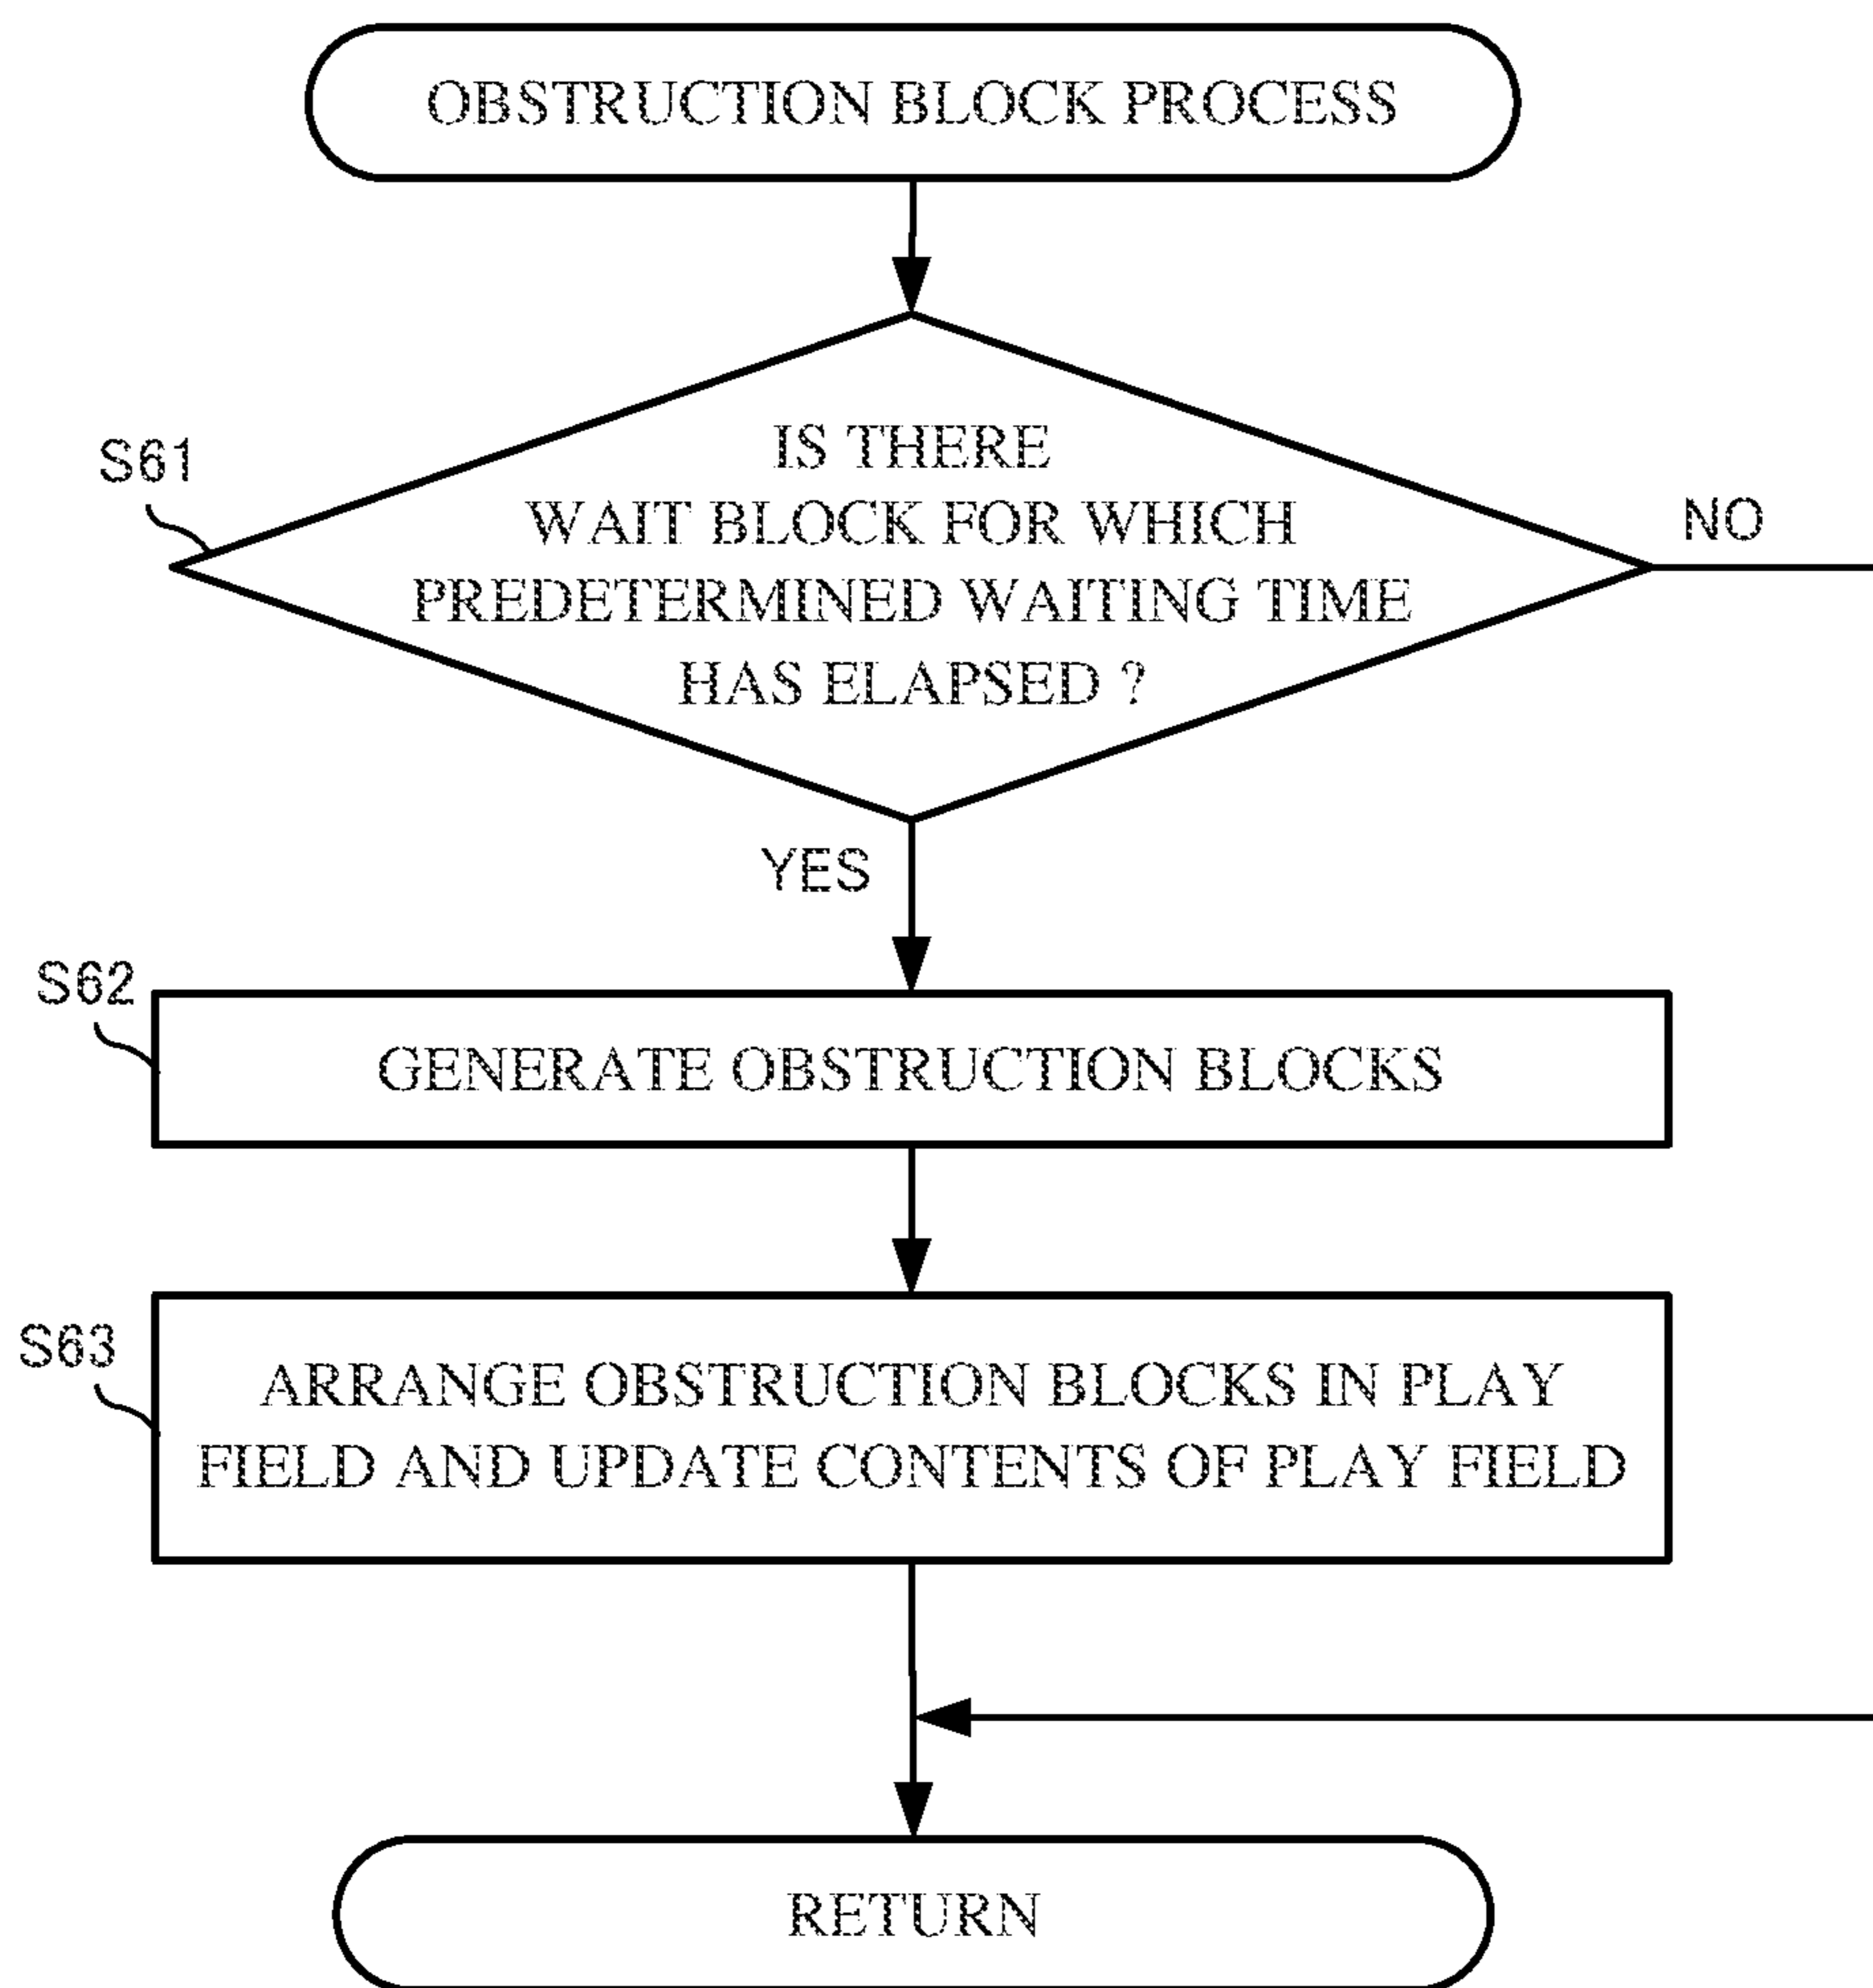 OBSTRUCTION BLOCK PROCESS
S61
IS THERE
WAIT BLOCK FOR WHICH
PREDETERMINED WAITING TIME
HAS ELAPSED ?
NO
YES
S62
GENERATE OBSTRUCTION BLOCKS
S63
ARRANGE OBSTRUCTION BLOCKS IN PLAY
FIELD AND UPDATE CONTENTS OF PLAY FIELD
RETURN